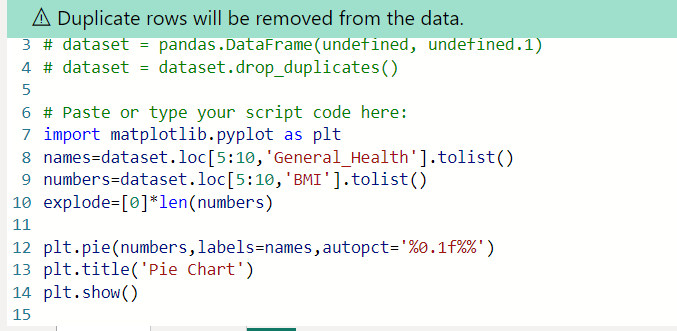 ⚠ Duplicate rows will be removed from the data.
3 # dataset = pandas.DataFrame(undefined, undefined.1)
4 # dataset = dataset.drop_duplicates()
5
6 # Paste or type your script code here:
7 import matplotlib.pyplot as plt
8 names=dataset.loc[5:10,'General_Health'].tolist()
9 numbers=dataset.loc[5:10,'BMI'].tolist()
10 explode=[0]*len(numbers)
11
12 plt.pie(numbers,labels=names,autopct='%0.1f%%')
13 plt.title('Pie Chart')
14 plt.show()
15